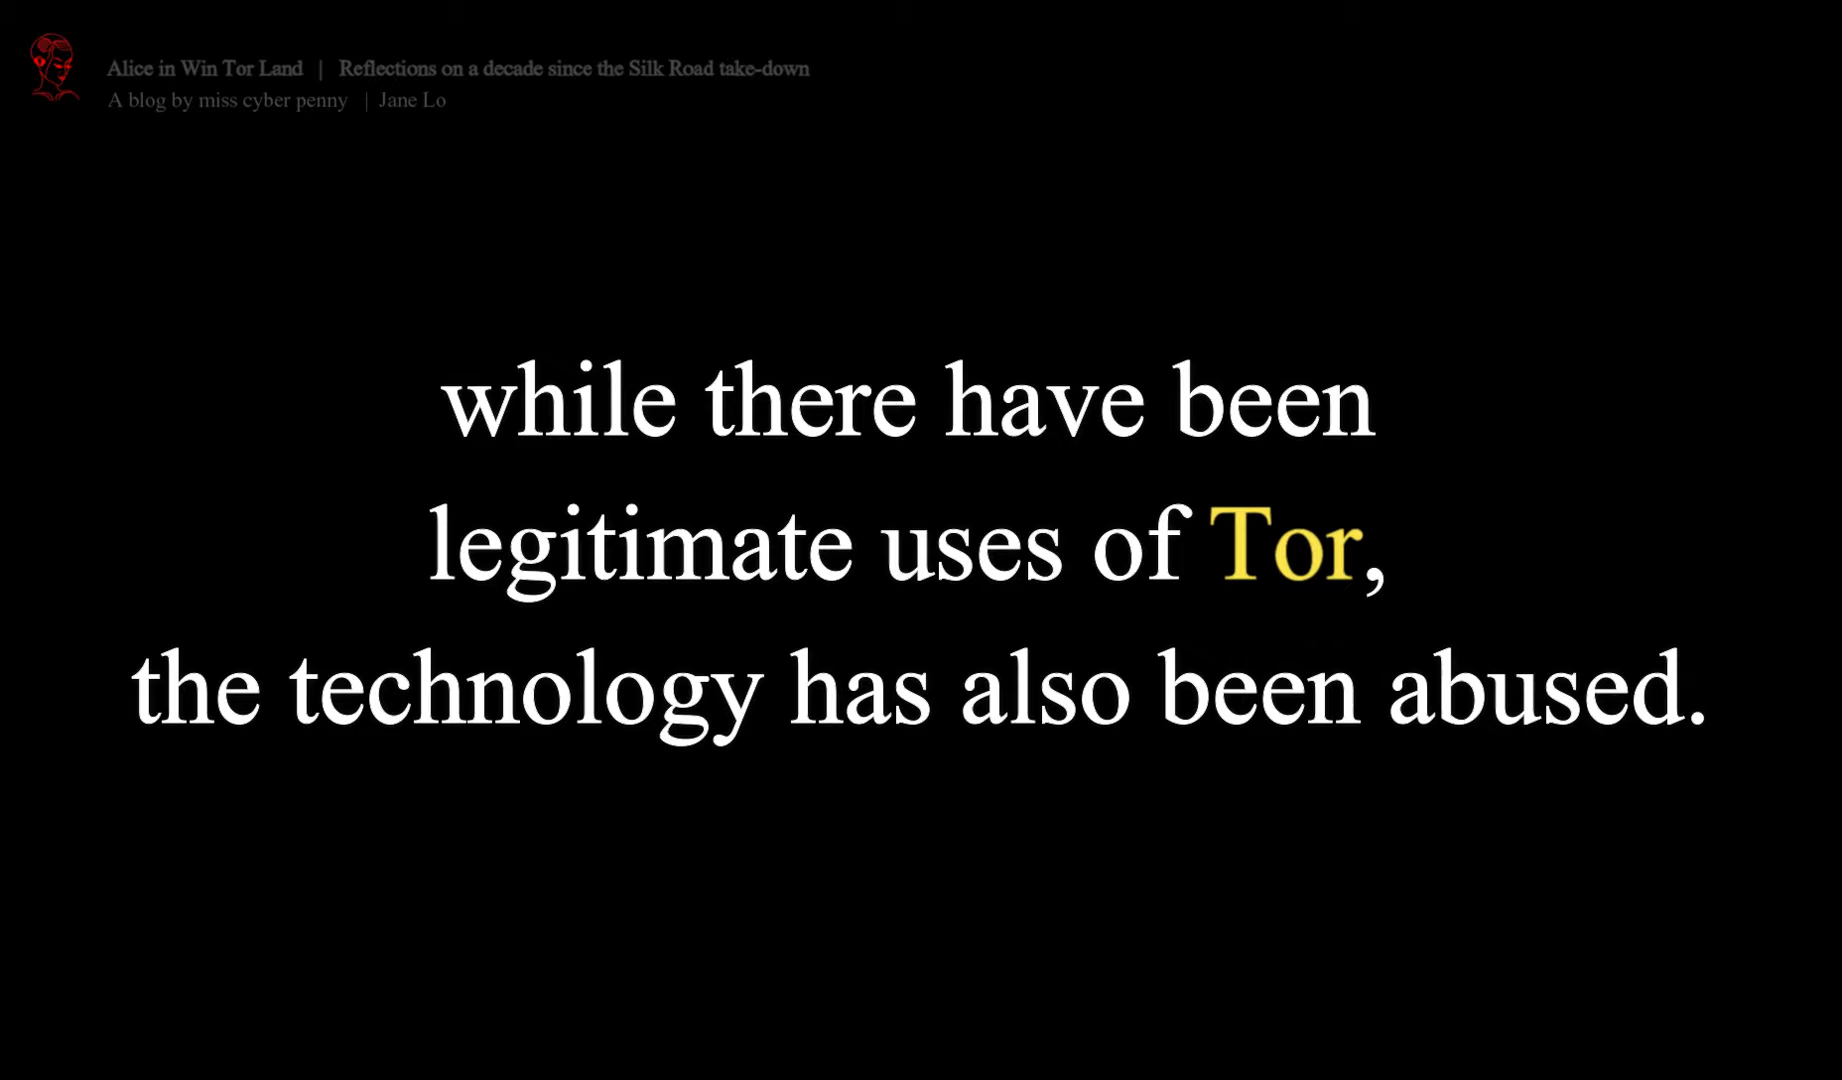 Alice in Win Tor Land | Reflections on a decade since the Silk Road take-down
A blog by miss cyber penny | Jane Lo
while there have been
legitimate uses of Tor,
the technology has also been abused.